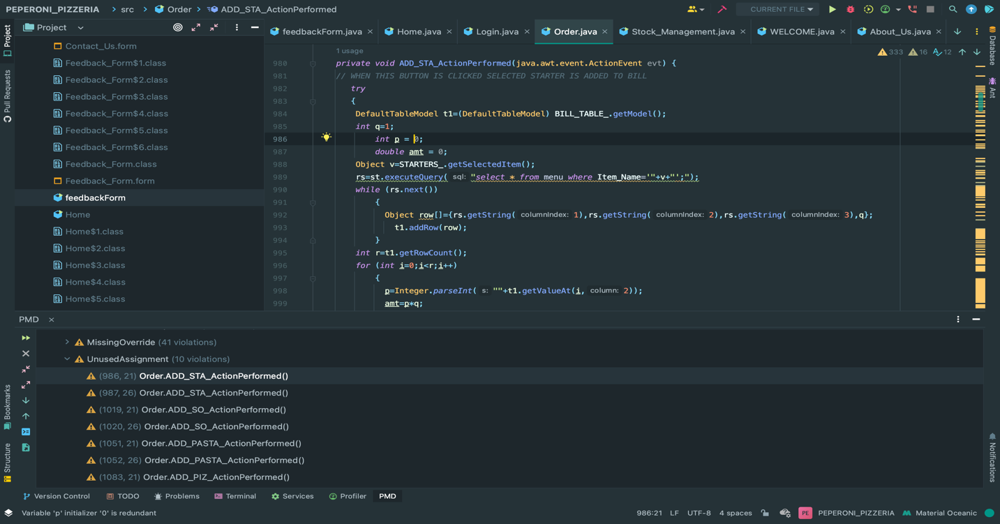 PEPERONI_PIZZERIA src Order ADD_STA_ActionPerformed CURRENT FILE
Project
feedbackForm.java Home.java Login.java Order.java Stock_Management.java WELCOME.java About_Us.java
Project
Pull Requests
Bookmarks
Structure
Contact_Us.form
Feedback_Form$1.class
Feedback_Form$2.class
Feedback_Form$3.class
Feedback_Form$4.class
Feedback_Form$5.class
Feedback_Form$6.class
Feedback_Form.class
Feedback_Form.form
feedbackForm
Home
Home$1.class
Home$2.class
Home$3.class
Home$4.class
Home$5.class
1 usage
333 16 12
980 private void ADD_STA_ActionPerformed(java.awt.event.ActionEvent evt) {
981 // WHEN THIS BUTTON IS CLICKED SELECTED STARTER IS ADDED TO BILL
982 try
983 {
984 DefaultTableModel t1=(DefaultTableModel) BILL_TABLE_.getModel();
985 int q=1;
986 int p = 0;
987 double amt = 0;
988 Object v=STARTERS_.getSelectedItem();
989 rs=st.executeQuery( sql: "select * from menu where Item_Name='"+v+"';");
990 while (rs.next())
991 {
992 Object row[]={rs.getString( columnIndex: 1),rs.getString( columnIndex: 2),rs.getString( columnIndex: 3),q};
993 t1.addRow(row);
994 }
995 int r=t1.getRowCount();
996 for (int i=0;i<r;i++)
997 {
998 p=Integer.parseInt( s: ""+t1.getValueAt(i, column: 2));
999 amt=p*q;
Database
Ant
Notifications
PMD
MissingOverride (41 violations)
UnusedAssignment (10 violations)
(986, 21) Order.ADD_STA_ActionPerformed()
(987, 26) Order.ADD_STA_ActionPerformed()
(1019, 21) Order.ADD_SO_ActionPerformed()
(1020, 26) Order.ADD_SO_ActionPerformed()
(1051, 21) Order.ADD_PASTA_ActionPerformed()
(1052, 26) Order.ADD_PASTA_ActionPerformed()
(1083, 21) Order.ADD_PIZ_ActionPerformed()
Version Control TODO Problems Terminal Services Profiler PMD
Variable 'p' initializer '0' is redundant 986:21 LF UTF-8 4 spaces PE PEPERONI_PIZZERIA Material Oceanic